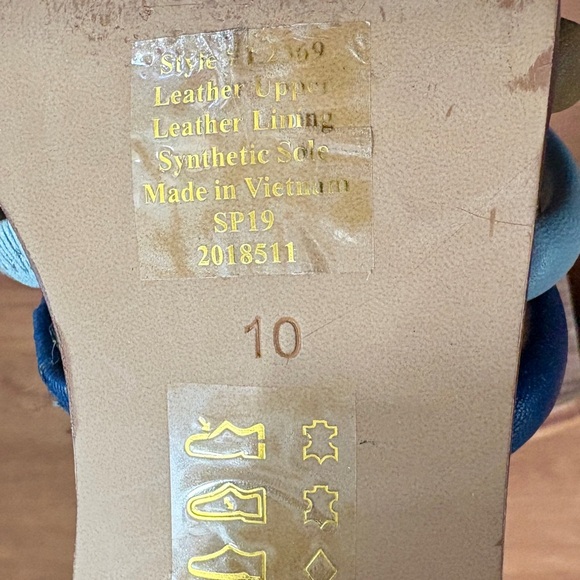 Style
Leather Upper
Leather Lining
Synthetic Sole
Made in Vietnam
SP19
2018511
10